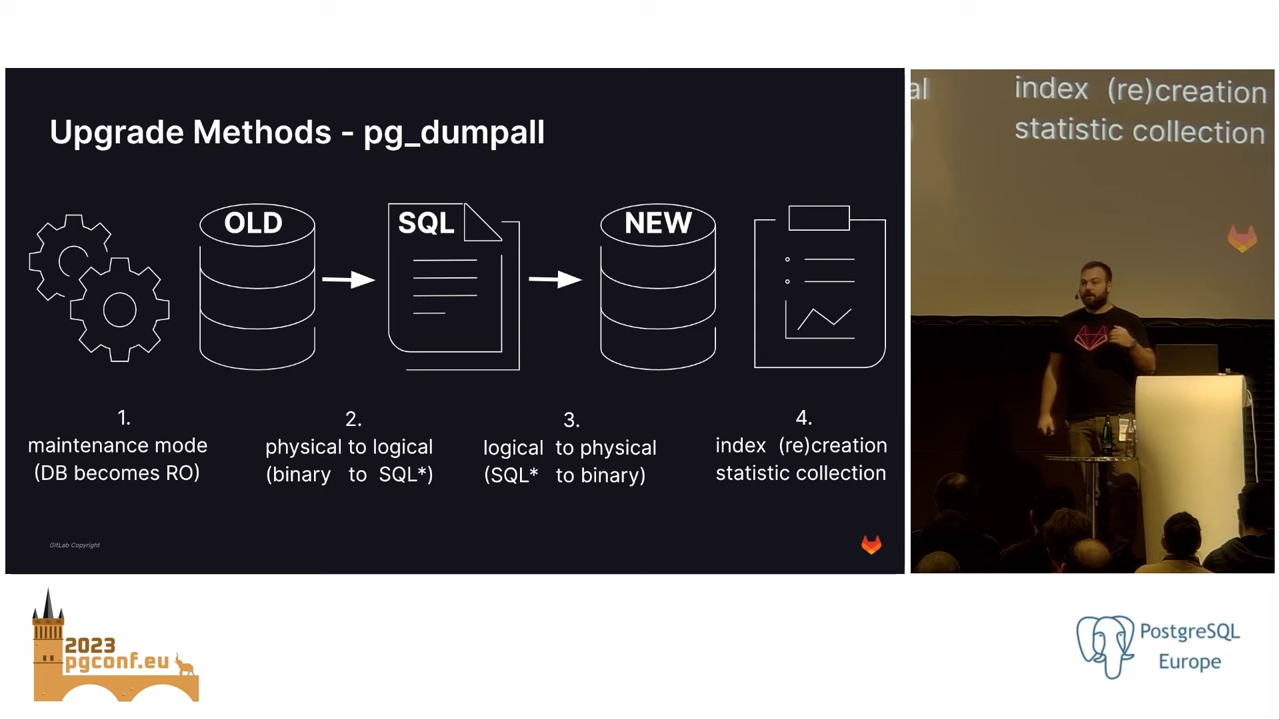 Upgrade Methods - pg_dumpall
OLD
SQL
NEW
1.
maintenance mode
(DB becomes RO)
2.
physical to logical
(binary to SQL*)
3.
logical to physical
(SQL* to binary)
4.
index (re)creation
statistic collection
GitLab Copyright
al
index (re)creation
statistic collection
2023
pgconf.eu
PostgreSQL
Europe